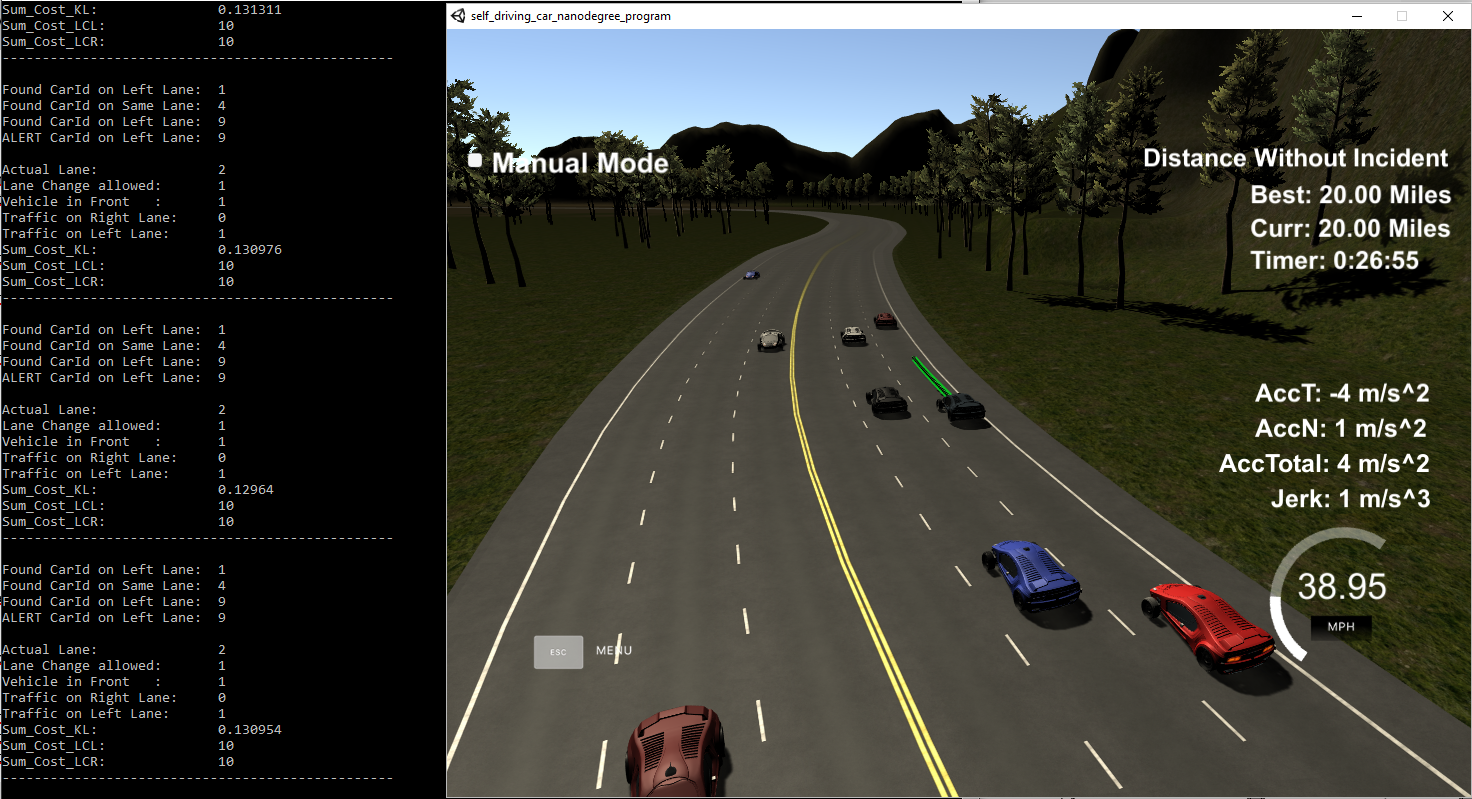 Sum_Cost_KL: 0.131311
Sum_Cost_LCL: 10
Sum_Cost_LCR: 10
-------------------------------------------------
Found CarId on Left Lane: 1
Found CarId on Same Lane: 4
Found CarId on Left Lane: 9
ALERT CarId on Left Lane: 9
Actual Lane: 2
Lane Change allowed: 1
Vehicle in Front : 1
Traffic on Right Lane: 0
Traffic on Left Lane: 1
Sum_Cost_KL: 0.130976
Sum_Cost_LCL: 10
Sum_Cost_LCR: 10
-------------------------------------------------
Found CarId on Left Lane: 1
Found CarId on Same Lane: 4
Found CarId on Left Lane: 9
ALERT CarId on Left Lane: 9
Actual Lane: 2
Lane Change allowed: 1
Vehicle in Front : 1
Traffic on Right Lane: 0
Traffic on Left Lane: 1
Sum_Cost_KL: 0.12964
Sum_Cost_LCL: 10
Sum_Cost_LCR: 10
-------------------------------------------------
Found CarId on Left Lane: 1
Found CarId on Same Lane: 4
Found CarId on Left Lane: 9
ALERT CarId on Left Lane: 9
Actual Lane: 2
Lane Change allowed: 1
Vehicle in Front : 1
Traffic on Right Lane: 0
Traffic on Left Lane: 1
Sum_Cost_KL: 0.130954
Sum_Cost_LCL: 10
Sum_Cost_LCR: 10
-------------------------------------------------
self_driving_car_nanodegree_program
Manual Mode
Distance Without Incident
Best: 20.00 Miles
Curr: 20.00 Miles
Timer: 0:26:55
AccT: -4 m/s^2
AccN: 1 m/s^2
AccTotal: 4 m/s^2
Jerk: 1 m/s^3
38.95
MPH
ESC MENU